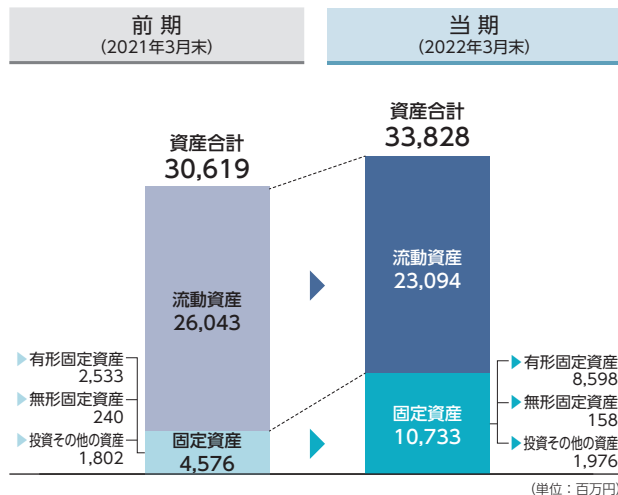 前 期
（2021年3月末）
当 期
（2022年3月末）
資産合計
30,619
流動資産
26,043
有形固定資産
2,533
無形固定資産
240
投資その他の資産
1,802
固定資産
4,576
資産合計
33,828
流動資産
23,094
固定資産
10,733
有形固定資産
8,598
無形固定資産
158
投資その他の資産
1,976
（単位：百万円）